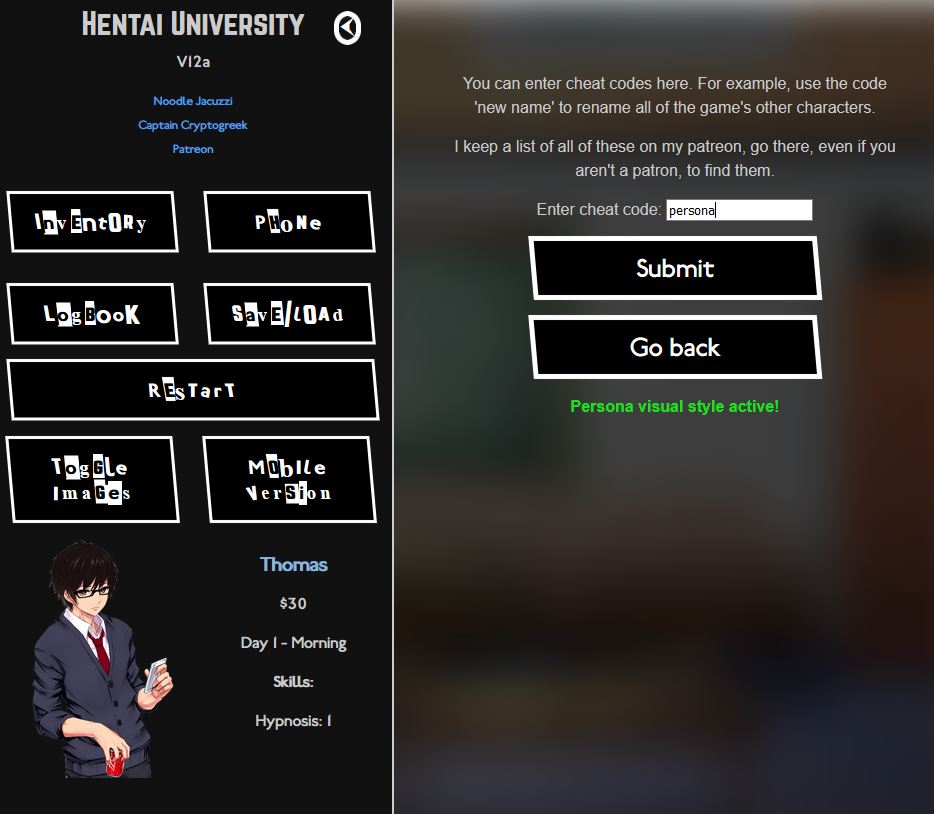 Hentai University
V12a
Noodle Jacuzzi
Captain Cryptogreek
Patreon
InvEntORy
PHoNe
LogBooK
SavE/lOAd
REsTarT
TogGle
ImaGes
MObIle
VerSion
Thomas
$30
Day 1 - Morning
Skills:
Hypnosis: 1
You can enter cheat codes here. For example, use the code
'new name' to rename all of the game's other characters.
I keep a list of all of these on my patreon, go there, even if you
aren't a patron, to find them.
Enter cheat code: persona
Submit
Go back
Persona visual style active!